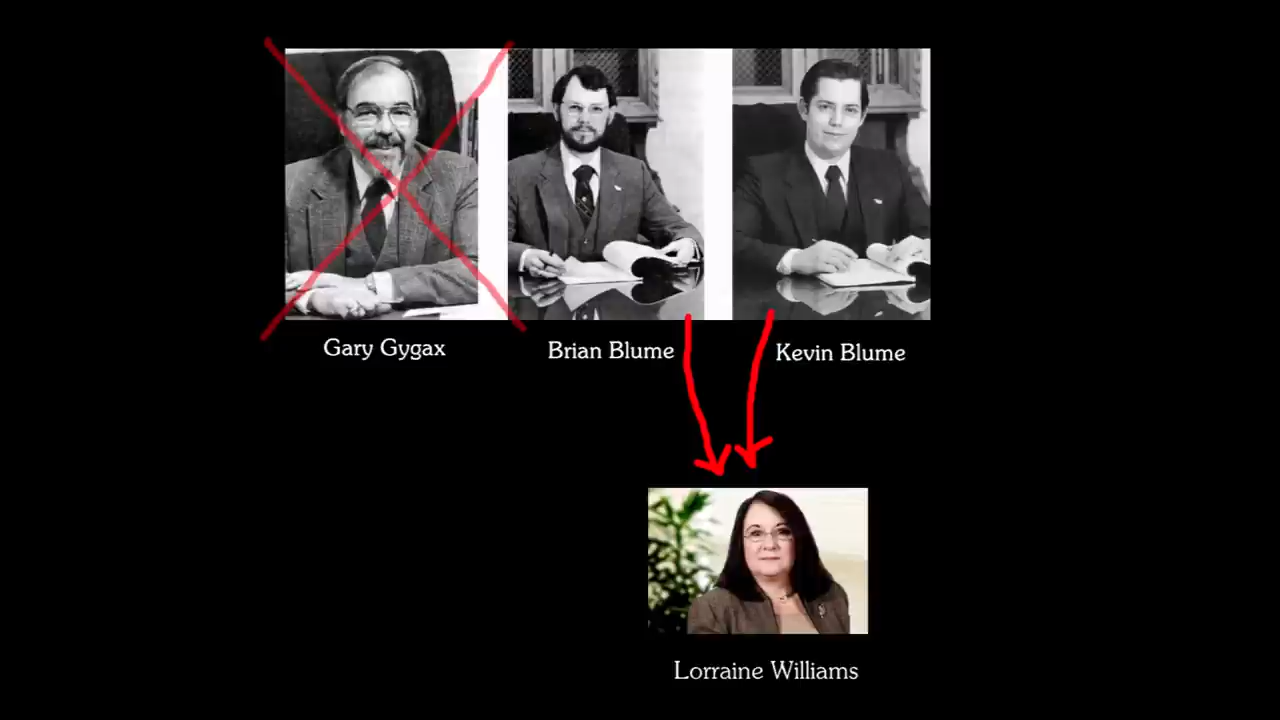 Gary Gygax
Brian Blume
Kevin Blume
Lorraine Williams